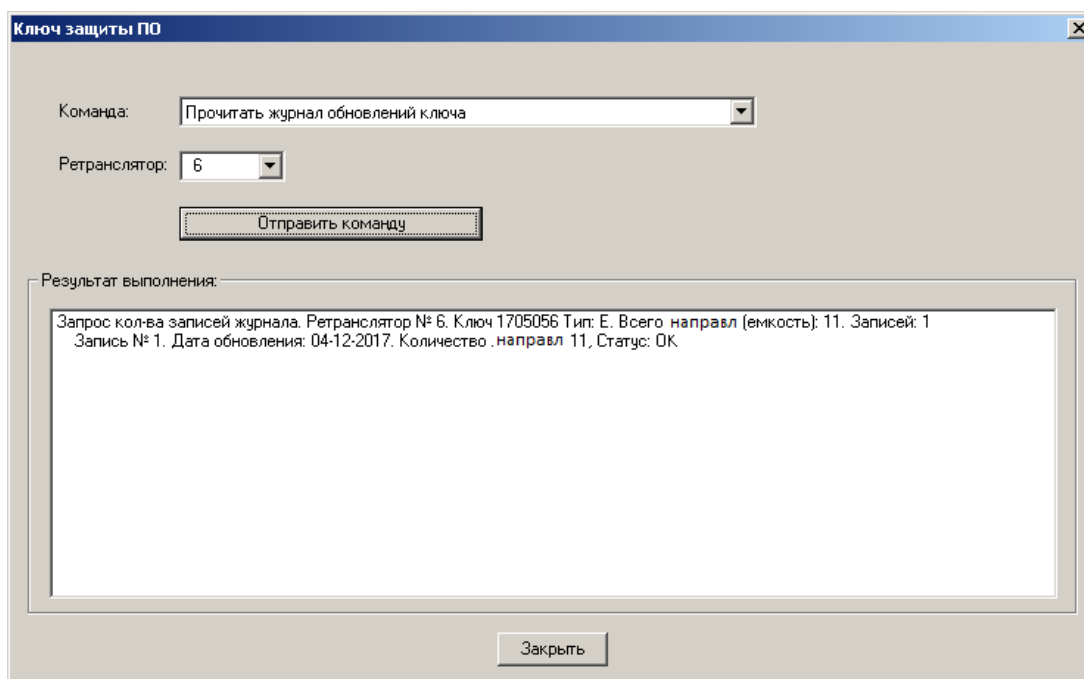 Ключ защиты ПО
Команда: Прочитать журнал обновлений ключа
Ретранслятор: 6
Отправить команду
Результат выполнения:
Запрос кол-ва записей журнала. Ретранслятор № 6. Ключ 1705056 Тип: E. Всего направл (емкость): 11. Записей: 1
Запись № 1. Дата обновления: 04-12-2017. Количество .направл 11, Статус: OK
Закрыть